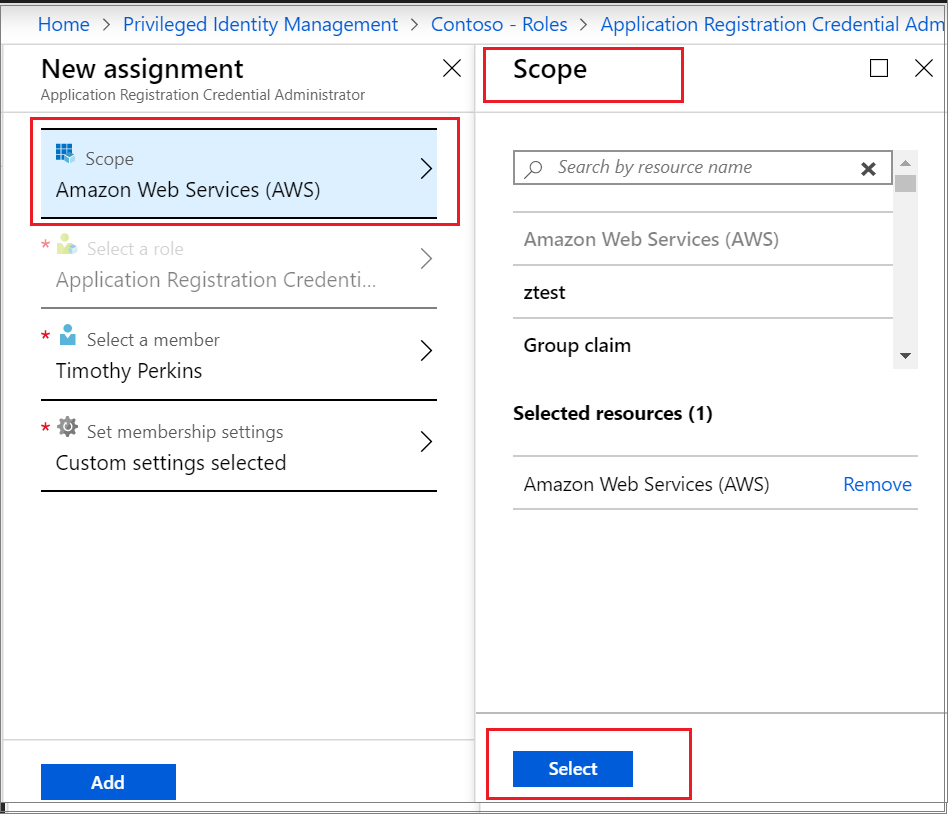 Home > Privileged Identity Management > Contoso - Roles > Application Registration Credential Adm
New assignment
Application Registration Credential Administrator
Scope
Amazon Web Services (AWS)
* Select a role
Application Registration Credenti...
* Select a member
Timothy Perkins
* Set membership settings
Custom settings selected
Add
Scope
Search by resource name
Amazon Web Services (AWS)
ztest
Group claim
Selected resources (1)
Amazon Web Services (AWS) Remove
Select